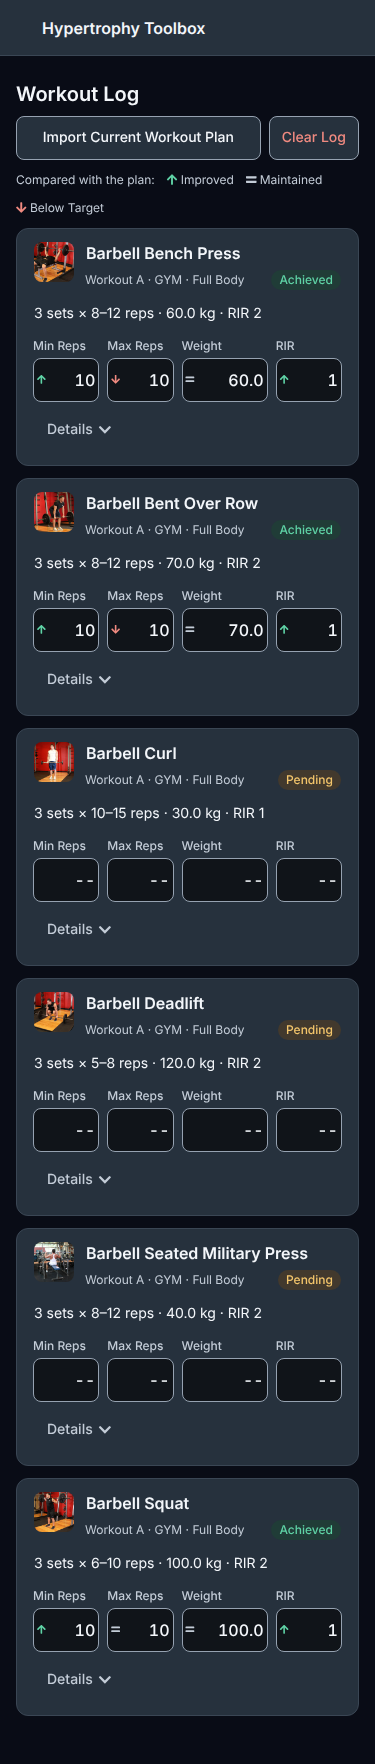 Hypertrophy Toolbox
Workout Log
Import Current Workout Plan
Clear Log
Compared with the plan: ↑ Improved = Maintained
↓ Below Target
Barbell Bench Press
Workout A · GYM · Full Body Achieved
3 sets × 8–12 reps · 60.0 kg · RIR 2
Min Reps Max Reps Weight RIR
↑ 10 ↓ 10 = 60.0 ↑ 1
Details
Barbell Bent Over Row
Workout A · GYM · Full Body Achieved
3 sets × 8–12 reps · 70.0 kg · RIR 2
Min Reps Max Reps Weight RIR
↑ 10 ↓ 10 = 70.0 ↑ 1
Details
Barbell Curl
Workout A · GYM · Full Body Pending
3 sets × 10–15 reps · 30.0 kg · RIR 1
Min Reps Max Reps Weight RIR
-- -- -- --
Details
Barbell Deadlift
Workout A · GYM · Full Body Pending
3 sets × 5–8 reps · 120.0 kg · RIR 2
Min Reps Max Reps Weight RIR
-- -- -- --
Details
Barbell Seated Military Press
Workout A · GYM · Full Body Pending
3 sets × 8–12 reps · 40.0 kg · RIR 2
Min Reps Max Reps Weight RIR
-- -- -- --
Details
Barbell Squat
Workout A · GYM · Full Body Achieved
3 sets × 6–10 reps · 100.0 kg · RIR 2
Min Reps Max Reps Weight RIR
↑ 10 = 10 = 100.0 ↑ 1
Details